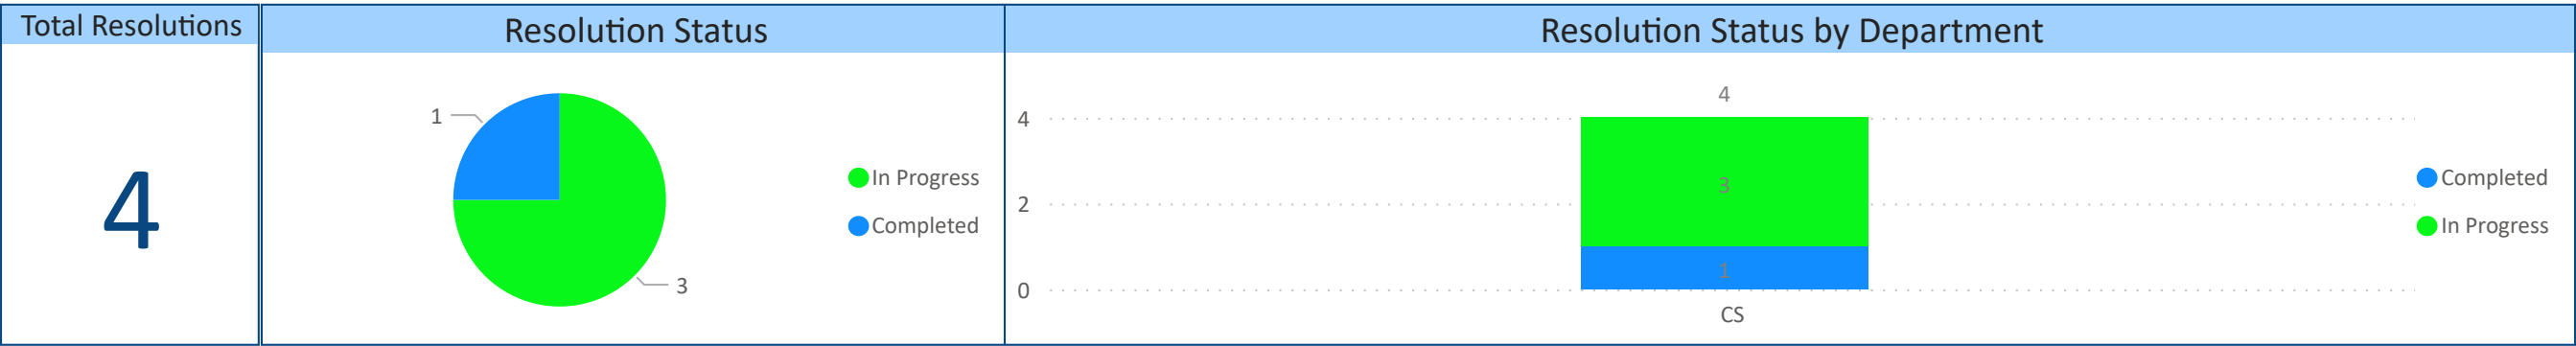 Total Resolutions
4
Resolution Status
1
3
In Progress
Completed
Resolution Status by Department
4
4
2
0
3
1
CS
Completed
In Progress